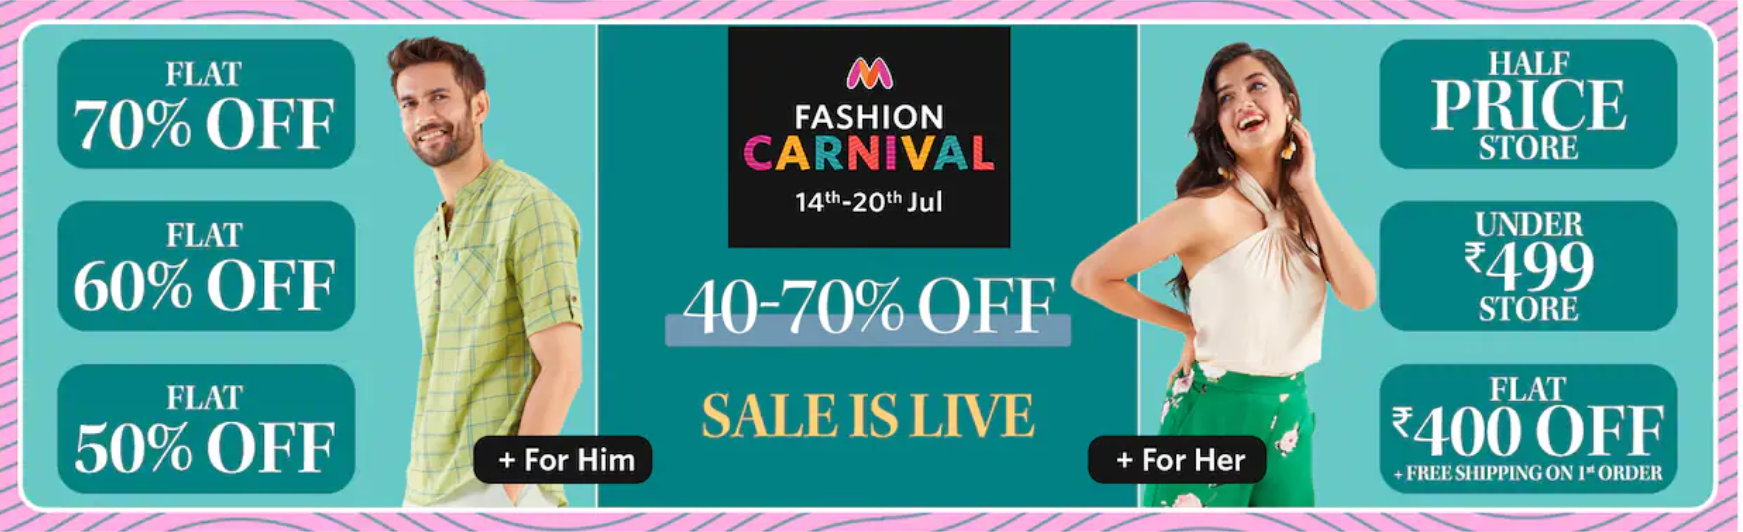 FLAT
70% OFF
FLAT
60% OFF
FLAT
50% OFF
+ For Him
FASHION
CARNIVAL
14th-20th Jul
40-70% OFF
SALE IS LIVE
+ For Her
HALF
PRICE
STORE
UNDER
₹499
STORE
FLAT
₹400 OFF
+ FREE SHIPPING ON 1st ORDER